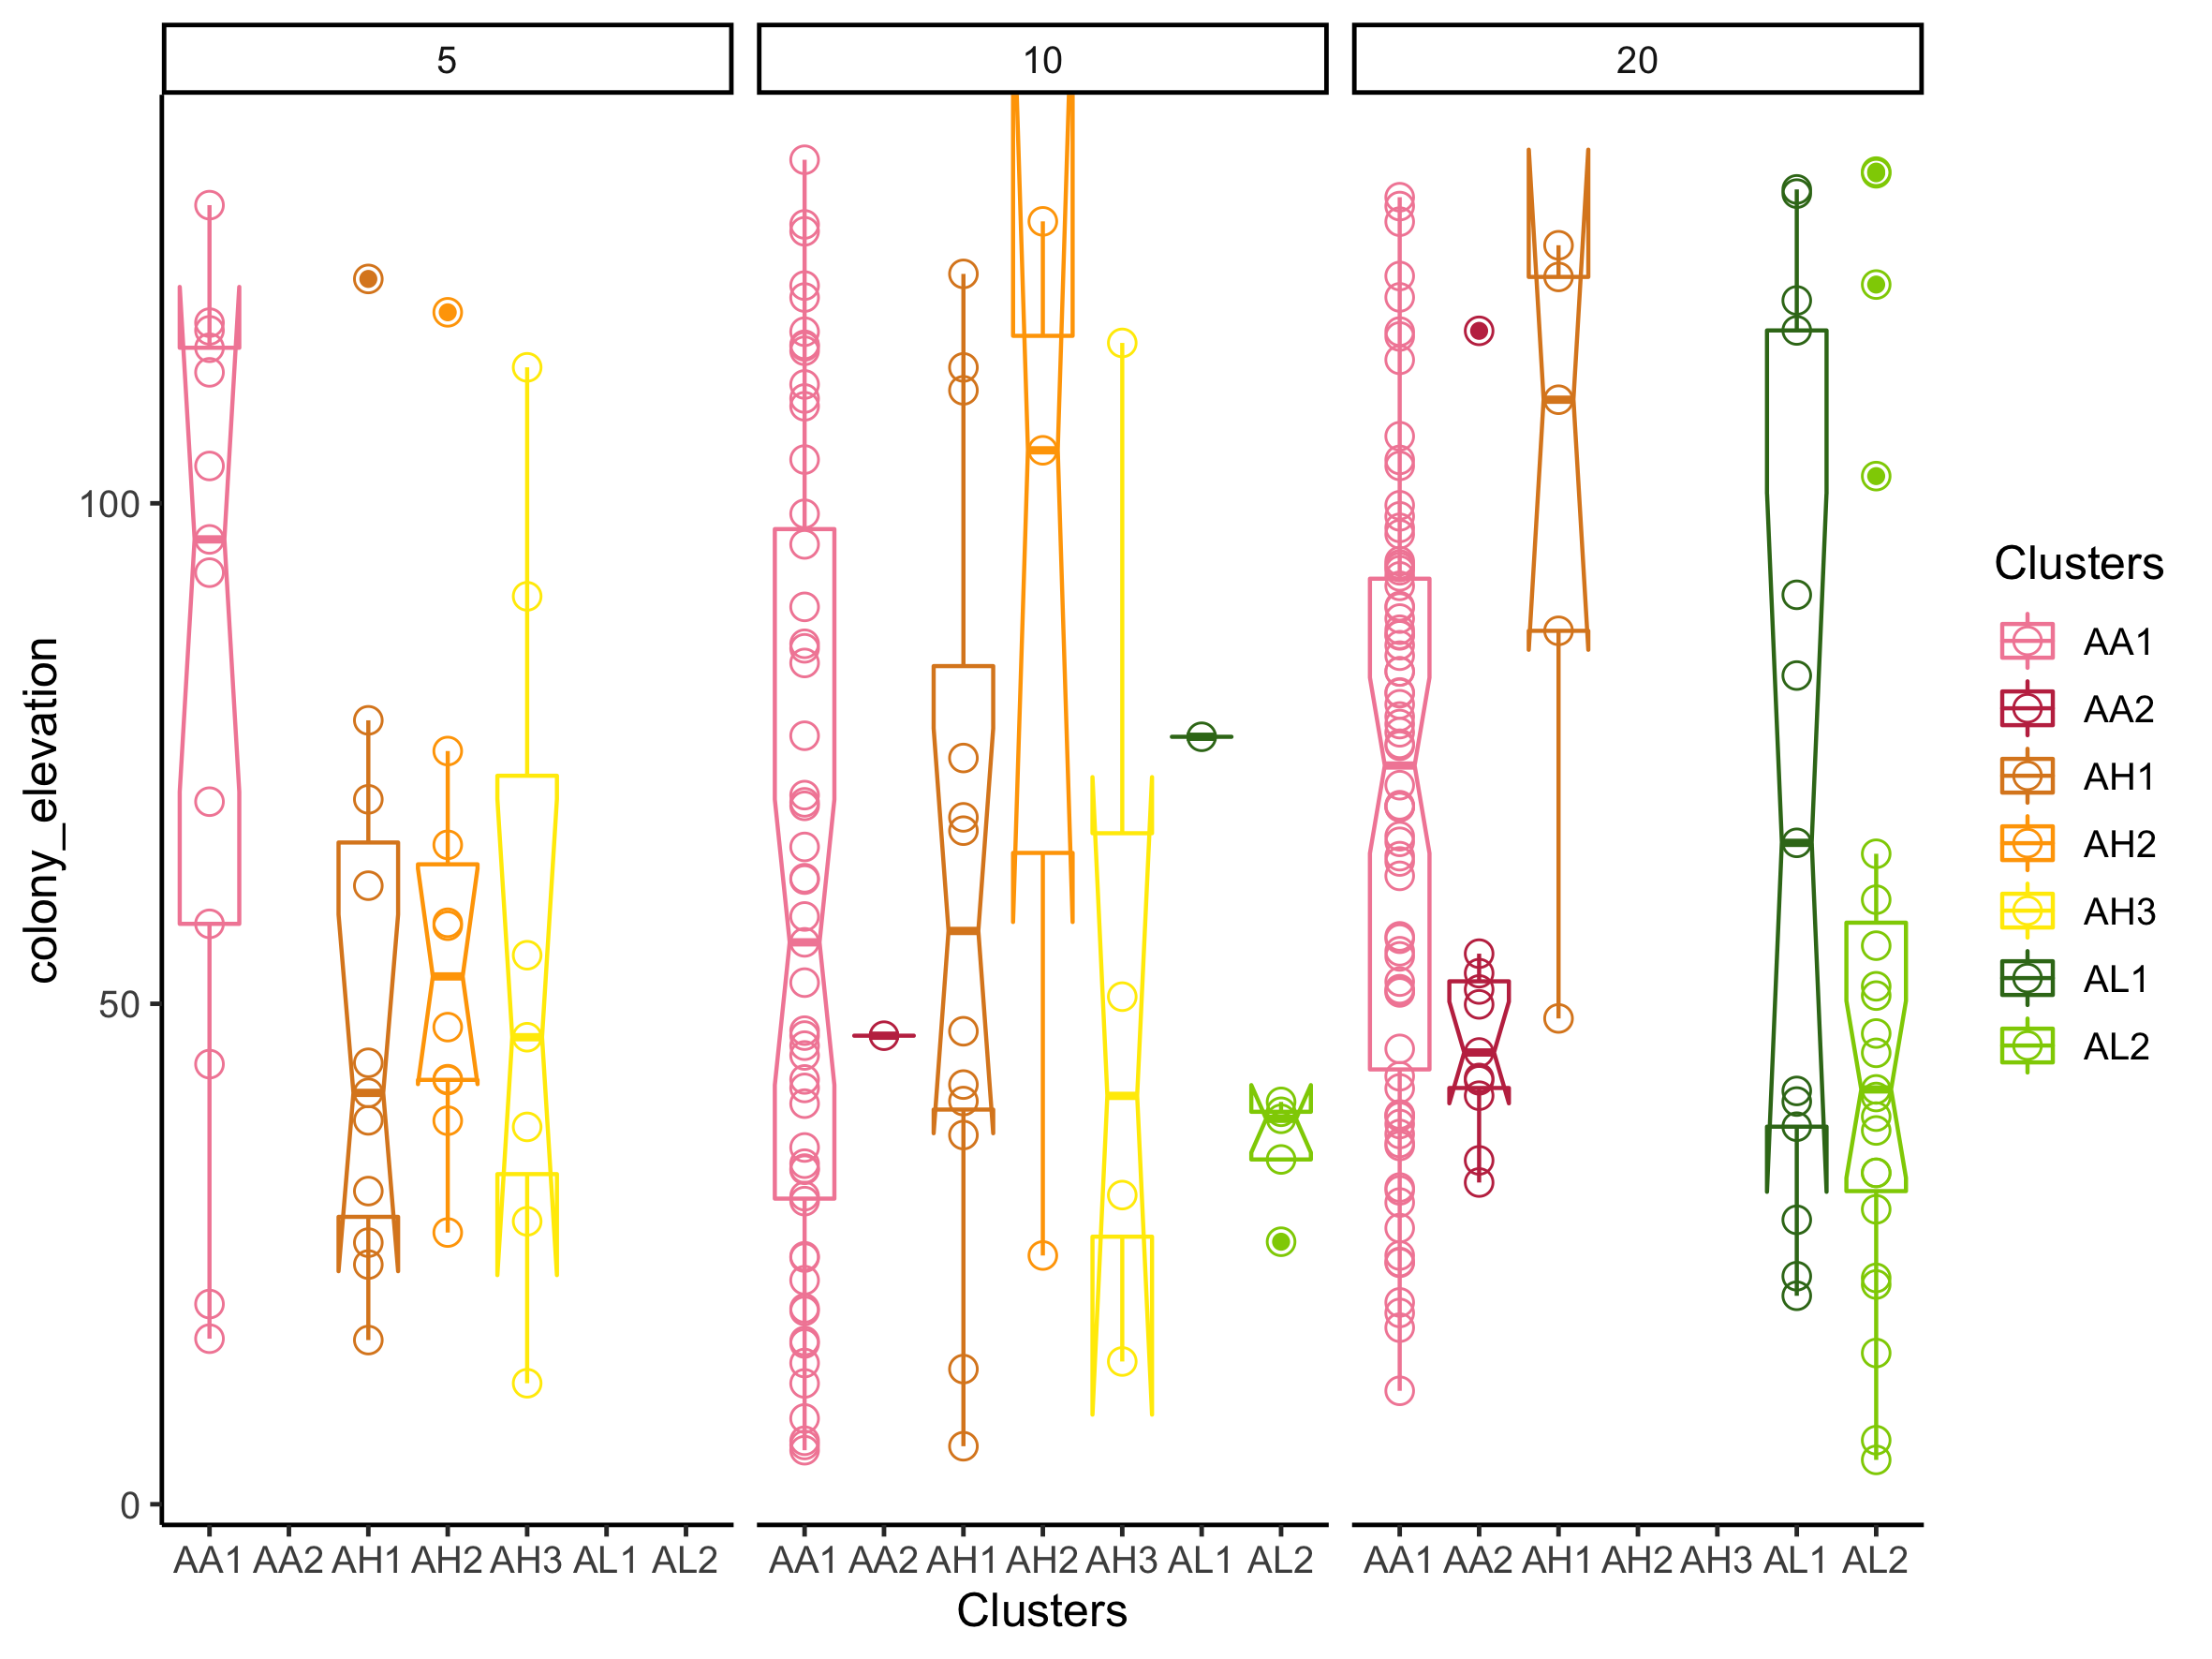 5 10 20
colony_elevation
100
50
0
AA1 AA2 AH1 AH2 AH3 AL1 AL2 AA1 AA2 AH1 AH2 AH3 AL1 AL2 AA1 AA2 AH1 AH2 AH3 AL1 AL2
Clusters
Clusters
AA1
AA2
AH1
AH2
AH3
AL1
AL2